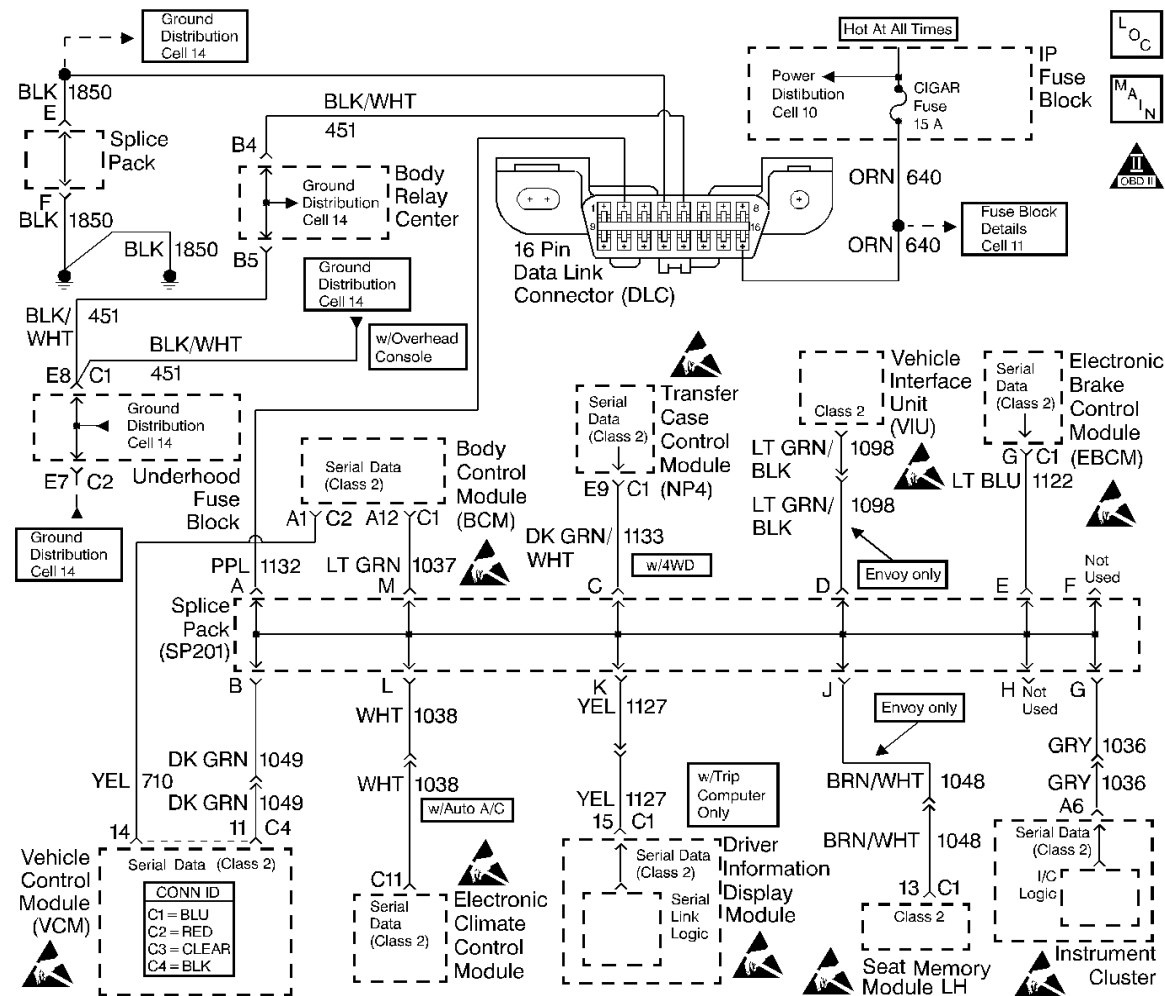 Ground
Distribution
Cell 14
Hot At All Times
L
O
C
IP
Fuse
Block
Power
Distibution
Cell 10
CIGAR
Fuse
15 A
M
A
I
N
BLK 1850
E
BLK/WHT
451
Splice
Pack
B4
II
OBD II
F
BLK 1850
Ground
Distribution
Cell 14
Body
Relay
Center
ORN 640
1
8
9
16
BLK 1850
B5
16 Pin
Data Link
Connector (DLC)
ORN 640
Fuse Block
Details
Cell 11
Ground
Distribution
Cell 14
BLK/
WHT
451
BLK/WHT
451
w/Overhead
Console
E8 C1
Ground
Distribution
Cell 14
E7 C2
Underhood
Fuse
Block
Ground
Distribution
Cell 14
Serial Data
(Class 2)
Body
Control
Module
(BCM)
A1 C2 A12 C1
Serial
Data
(Class 2)
Transfer
Case
Control
Module
(NP4)
E9 C1
Class 2
Vehicle
Interface
Unit
(VIU)
Serial
Data
(Class 2)
Electronic
Brake
Control
Module
(EBCM)
G C1
LT GRN/
BLK
1098
LT GRN/
BLK
1098
LT BLU 1122
PPL 1132
LT GRN 1037
DK GRN/
WHT
1133
w/4WD
Envoy only
Not
Used
A M C D E F
Splice
Pack
(SP201)
B L K J H Not
Used
G
WHT 1038
YEL 1127
Envoy only
DK GRN 1049
GRY 1036
YEL 710
WHT 1038
w/Trip
Computer
Only
BRN/WHT 1048
GRY 1036
DK GRN 1049
w/Auto A/C
YEL 1127
A6
14 11 C4
15 C1
BRN/WHT 1048
Vehicle
Control
Module
(VCM)
Serial Data (Class 2)
CONN ID
C1=BLU
C2=RED
C3=CLEAR
C4=BLK
C11
Serial
Data
(Class 2)
Electronic
Climate
Control
Module
Serial Data
(Class 2)
Serial
Link
Logic
Driver
Information
Display
Module
13 C1
Class 2
Seat Memory
Module LH
Serial Data
(Class 2)
I/C
Logic
Instrument
Cluster